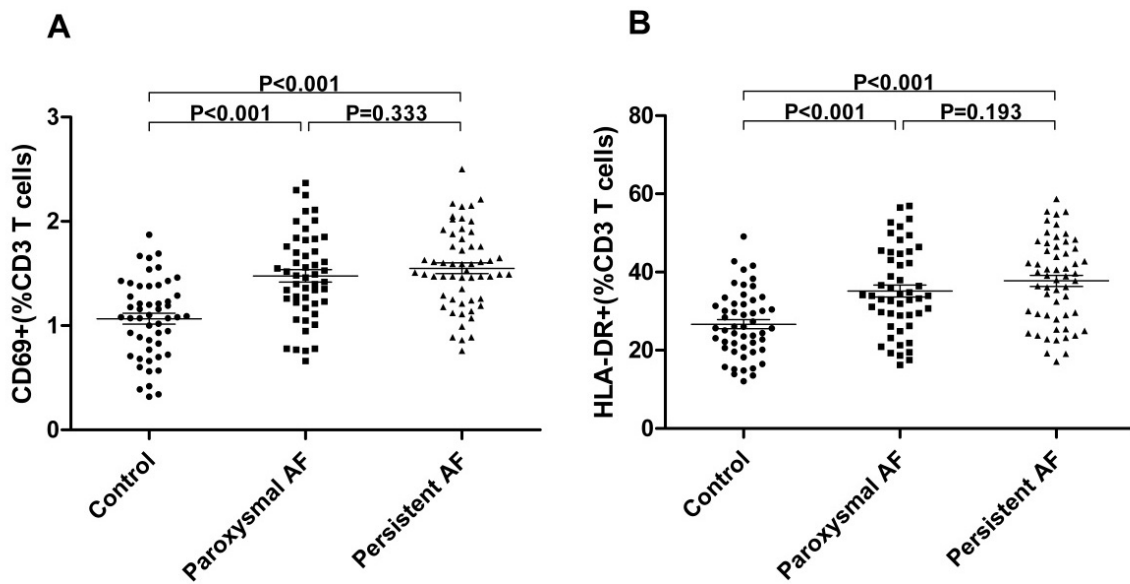 A
P<0.001
P<0.001
P=0.333
CD69+(%CD3 T cells)
3
2
1
0
Control
Paroxysmal AF
Persistent AF
B
P<0.001
P<0.001
P=0.193
HLA-DR+(%CD3 T cells)
80
60
40
20
0
Control
Paroxysmal AF
Persistent AF